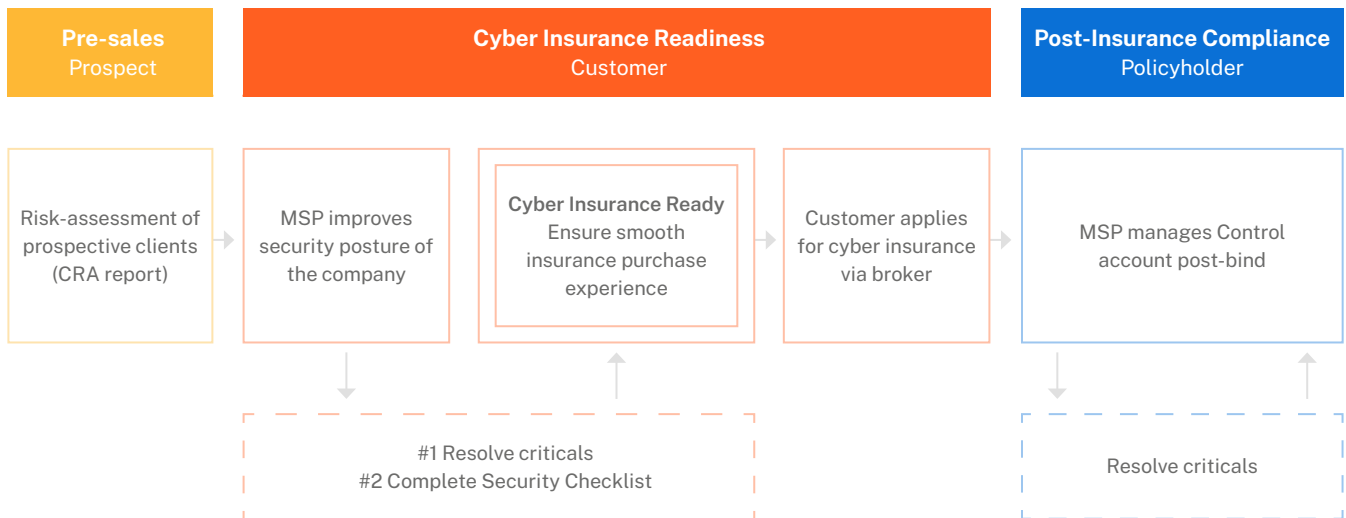 Pre-sales
Prospect
Cyber Insurance Readiness
Customer
Post-Insurance Compliance
Policyholder
Risk-assessment of
prospective clients
(CRA report)
MSP improves
security posture of
the company
Cyber Insurance Ready
Ensure smooth
insurance purchase
experience
Customer applies
for cyber insurance
via broker
MSP manages Control
account post-bind
#1 Resolve criticals
#2 Complete Security Checklist
Resolve criticals